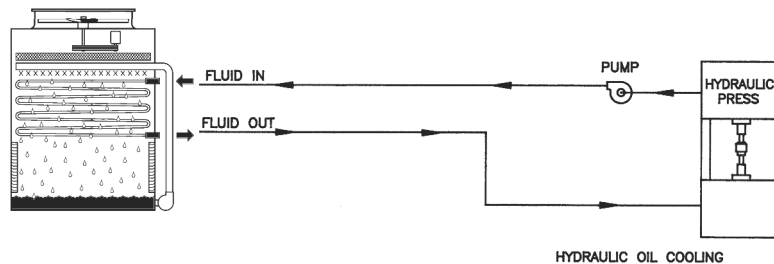 FLUID IN
PUMP
HYDRAULIC
PRESS
FLUID OUT
HYDRAULIC OIL COOLING